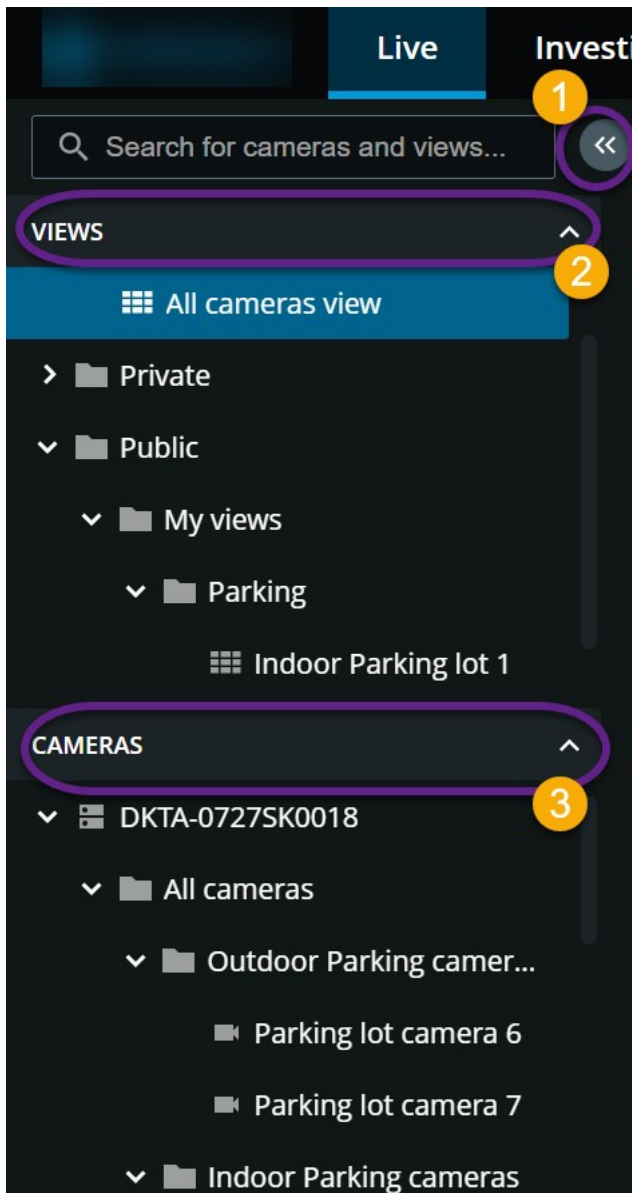 Live Investi
1
Search for cameras and views...
VIEWS
2
All cameras view
Private
Public
My views
Parking
Indoor Parking lot 1
CAMERAS
3
DKTA-0727SK0018
All cameras
Outdoor Parking camer...
Parking lot camera 6
Parking lot camera 7
Indoor Parking cameras